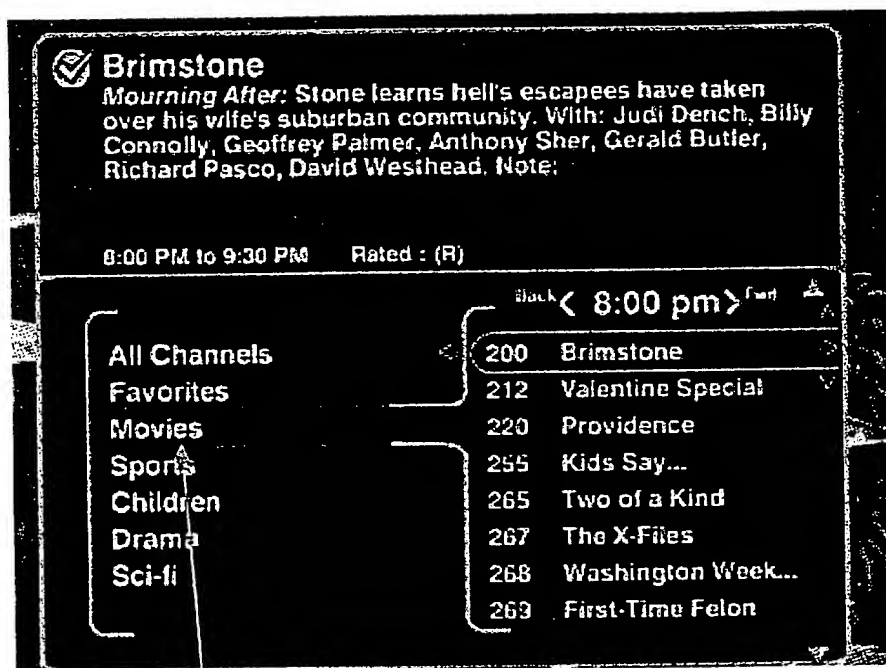 Brimstone
Mourning After: Stone learns hell's escapees have taken
over his wife's suburban community. With: Judi Dench, Billy
Connolly, Geoffrey Palmer, Anthony Sher, Gerald Butler,
Richard Pasco, David Westhead. Note:
8:00 PM to 9:30 PM Rated : (R)
Back < 8:00 pm > Fwd
All Channels
Favorites
Movies
Sports
Children
Drama
Sci-fi
200 Brimstone
212 Valentine Special
220 Providence
255 Kids Say...
265 Two of a Kind
267 The X-Files
268 Washington Week...
269 First-Time Felon